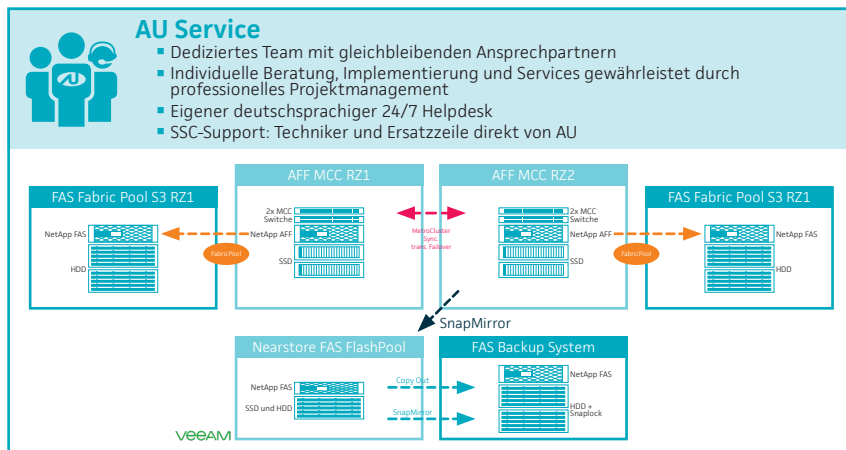 AU Service
Dediziertes Team mit gleichbleibenden Ansprechpartnern
Individuelle Beratung, Implementierung und Services gewährleistet durch
professionelles Projektmanagement
Eigener deutschsprachiger 24/7 Helpdesk
SSC-Support: Techniker und Ersatzzeile direkt von AU
AFF MCC RZ1
AFF MCC RZ2
FAS Fabric Pool S3 RZ1
FAS Fabric Pool S3 RZ1
2x MCC
Switche
2x MCC
Switche
NetApp FAS
NetApp AFF
MetroCluster
Sync
trans. Failover
NetApp AFF
NetApp FAS
FabricPool
FabricPool
HDD
SSD
SSD
HDD
SnapMirror
Nearstore FAS FlashPool
FAS Backup System
NetApp FAS
Copy Out
NetApp FAS
SSD und HDD
SnapMirror
HDD +
Snaplock
veeAM